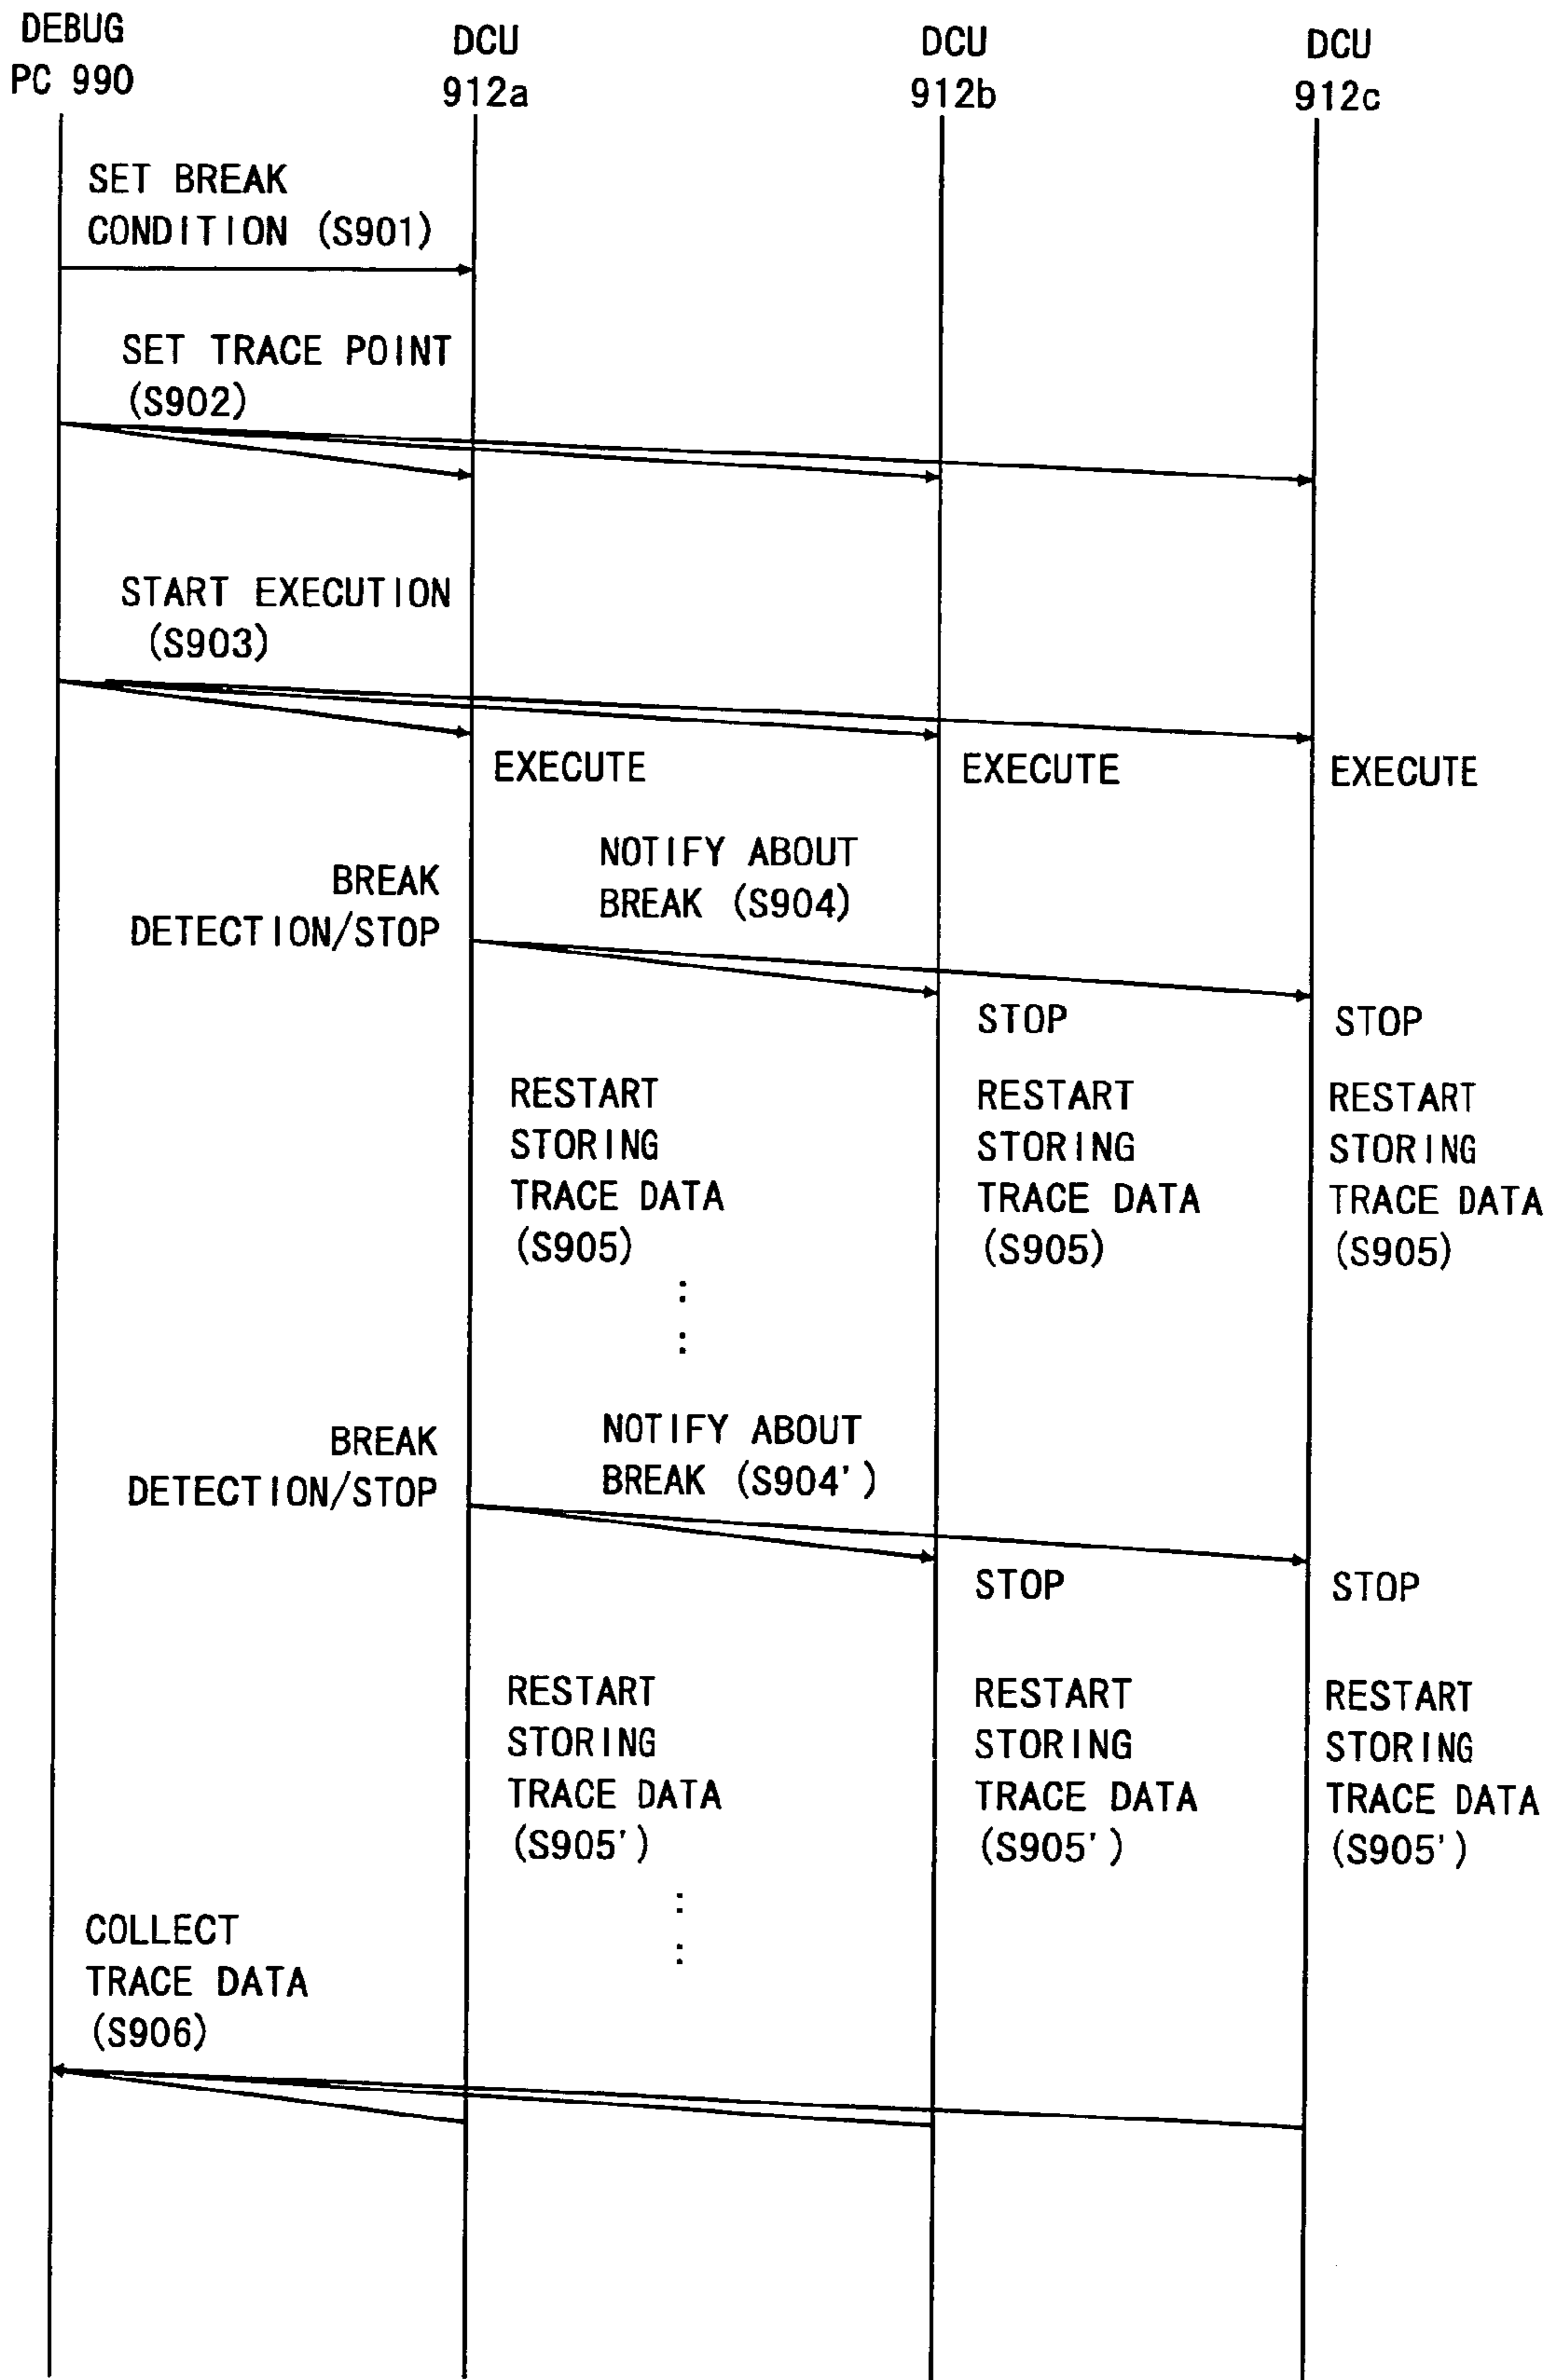 DEBUG
PC 990
DCU
912a
DCU
912b
DCU
912c
SET BREAK
CONDITION (S901)
SET TRACE POINT
(S902)
START EXECUTION
(S903)
EXECUTE
EXECUTE
EXECUTE
BREAK
DETECTION/STOP
NOTIFY ABOUT
BREAK (S904)
STOP
STOP
RESTART
STORING
TRACE DATA
(S905)
RESTART
STORING
TRACE DATA
(S905)
RESTART
STORING
TRACE DATA
(S905)
BREAK
DETECTION/STOP
NOTIFY ABOUT
BREAK (S904')
STOP
STOP
RESTART
STORING
TRACE DATA
(S905')
RESTART
STORING
TRACE DATA
(S905')
RESTART
STORING
TRACE DATA
(S905')
COLLECT
TRACE DATA
(S906)